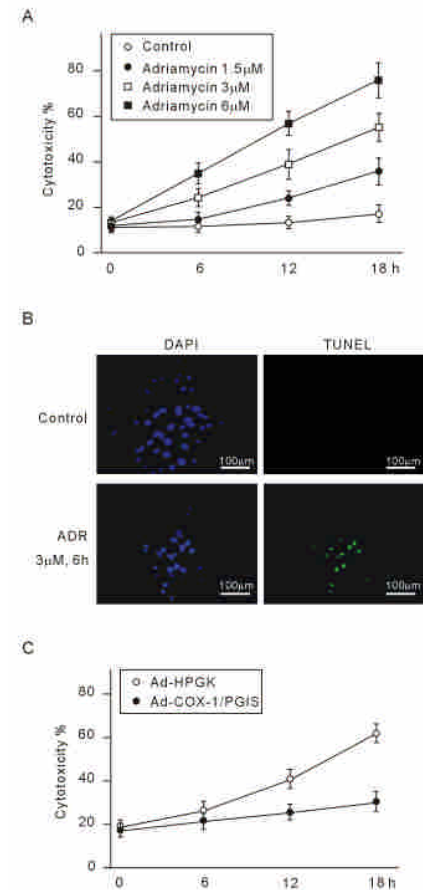 A
Control
Adriamycin 1.5µM
Adriamycin 3µM
Adriamycin 6µM
Cytotoxicity %
80
60
40
20
0
0 6 12 18 h
B
DAPI TUNEL
Control
100µm 100µm
ADR
3µM, 6h
100µm 100µm
C
Ad-HPGK
Ad-COX-1/PGIS
Cytotoxicity %
80
60
40
20
0
0 6 12 18 h